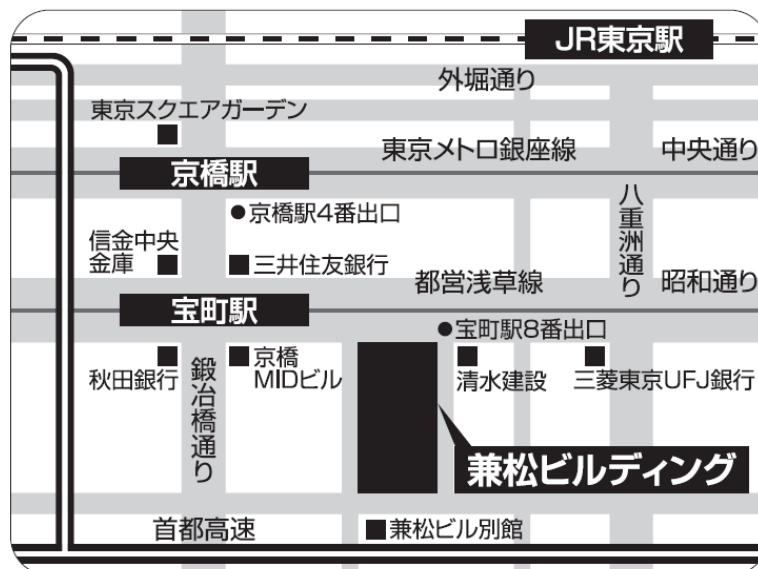 JR東京駅
外堀通り
東京スクエアガーデン
東京メトロ銀座線
中央通り
京橋駅
八重洲通り
京橋駅4番出口
信金中央
金庫
三井住友銀行
都営浅草線
昭和通り
宝町駅
宝町駅8番出口
秋田銀行
鍛冶橋通り
京橋
MIDビル
清水建設
三菱東京UFJ銀行
兼松ビルディング
首都高速
兼松ビル別館